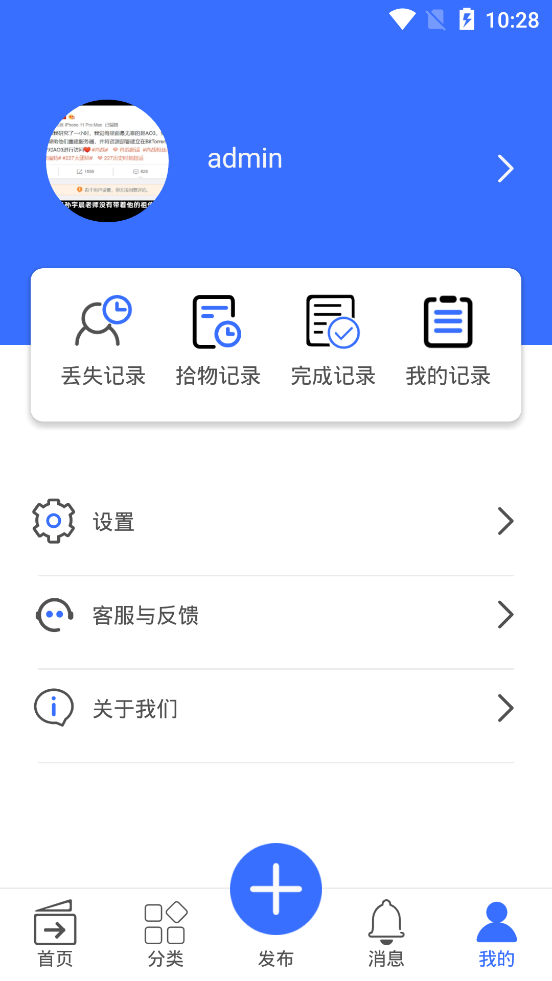 10:28
admin
丢失记录 拾物记录 完成记录 我的记录
设置
客服与反馈
关于我们
首页 分类 发布 消息 我的